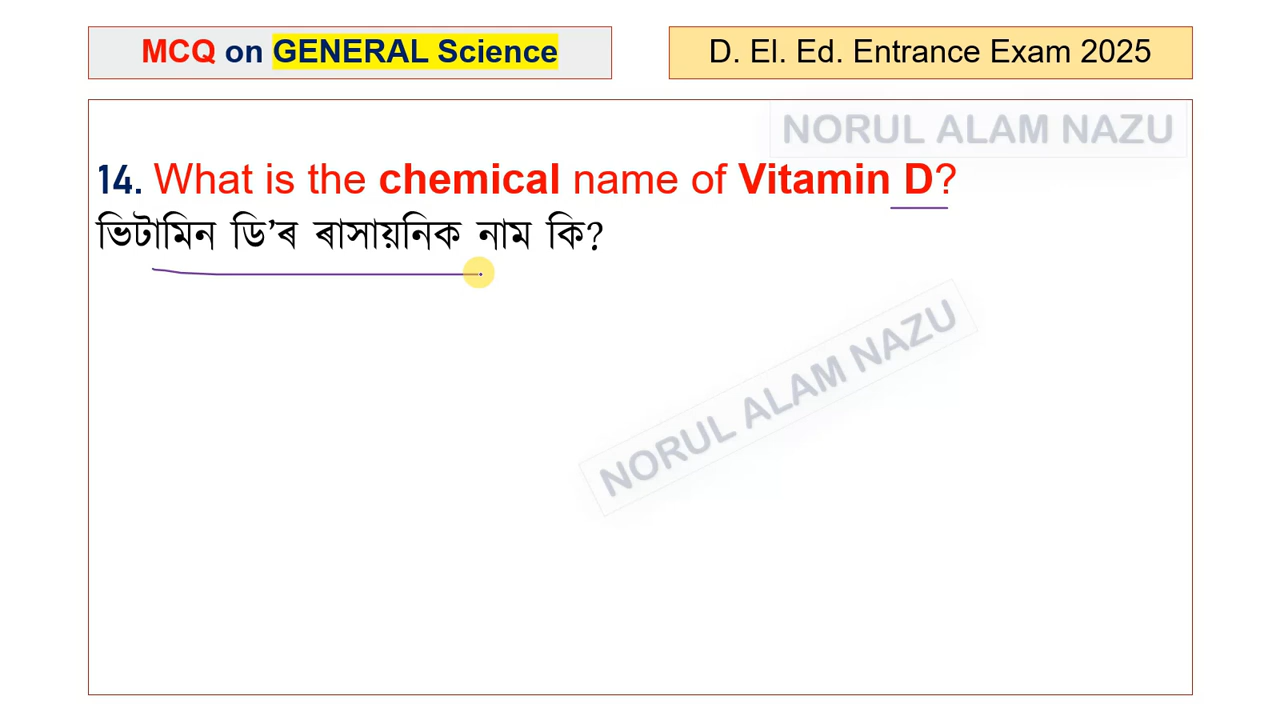 MCQ on GENERAL Science
D. El. Ed. Entrance Exam 2025
NORUL ALAM NAZU
14. What is the chemical name of Vitamin D?
ভিটামিন ডি’ৰ ৰাসায়নিক নাম কি?
NORUL ALAM NAZU